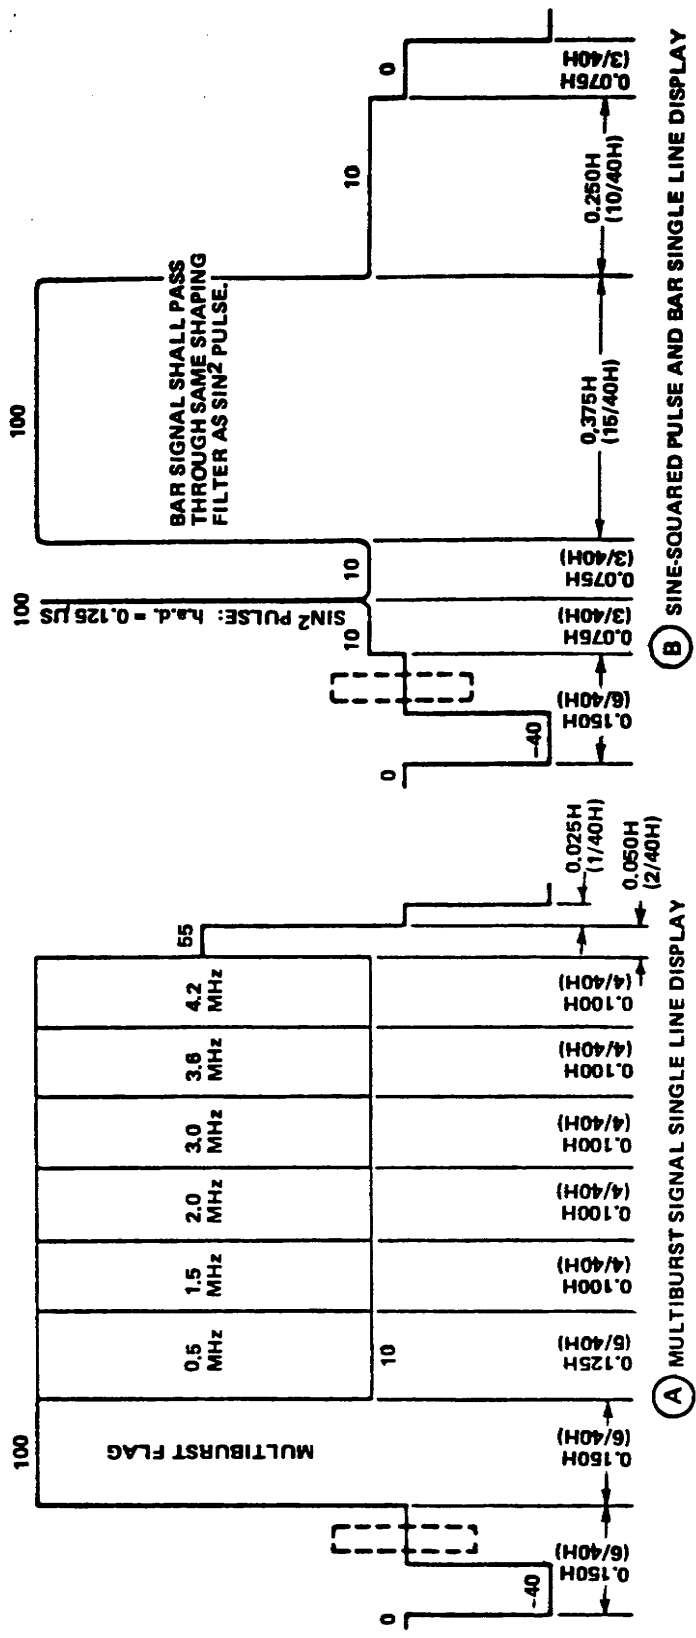 100
MULTIBURST FLAG
0.5
MHz
1.5
MHz
2.0
MHz
3.0
MHz
3.6
MHz
4.2
MHz
55
10
0
-40
0.150H
(6/40H)
0.150H
(6/40H)
0.125H
(5/40H)
0.100H
(4/40H)
0.100H
(4/40H)
0.100H
(4/40H)
0.100H
(4/40H)
0.100H
(4/40H)
0.025H
(1/40H)
0.050H
(2/40H)
A MULTIBURST SIGNAL SINGLE LINE DISPLAY
100
SIN² PULSE: h.a.d. = 0.125 µS
100
BAR SIGNAL SHALL PASS
THROUGH SAME SHAPING
FILTER AS SIN² PULSE.
10
10
10
0
0
-40
0.150H
(6/40H)
0.075H
(3/40H)
0.075H
(3/40H)
0.375H
(15/40H)
0.250H
(10/40H)
0.075H
(3/40H)
B SINE-SQUARED PULSE AND BAR SINGLE LINE DISPLAY